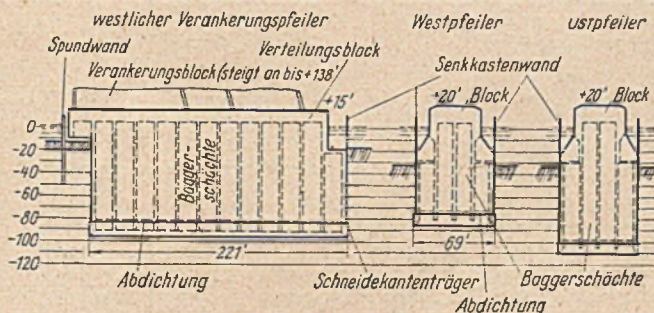 westlicher Verankerungspfeiler
Westpfeiler
Ostpfeiler
Spundwand
Verteilungsblock
Senkkastenwand
Verankerungsblock (steigt an bis +138'
+15'
+20', Block
+20', Block
0
-20
-40
-60
-80
-100
-120
Bagger-
schächte
221'
69'
Abdichtung
Schneidekantenträger
Baggerschächte
Abdichtung